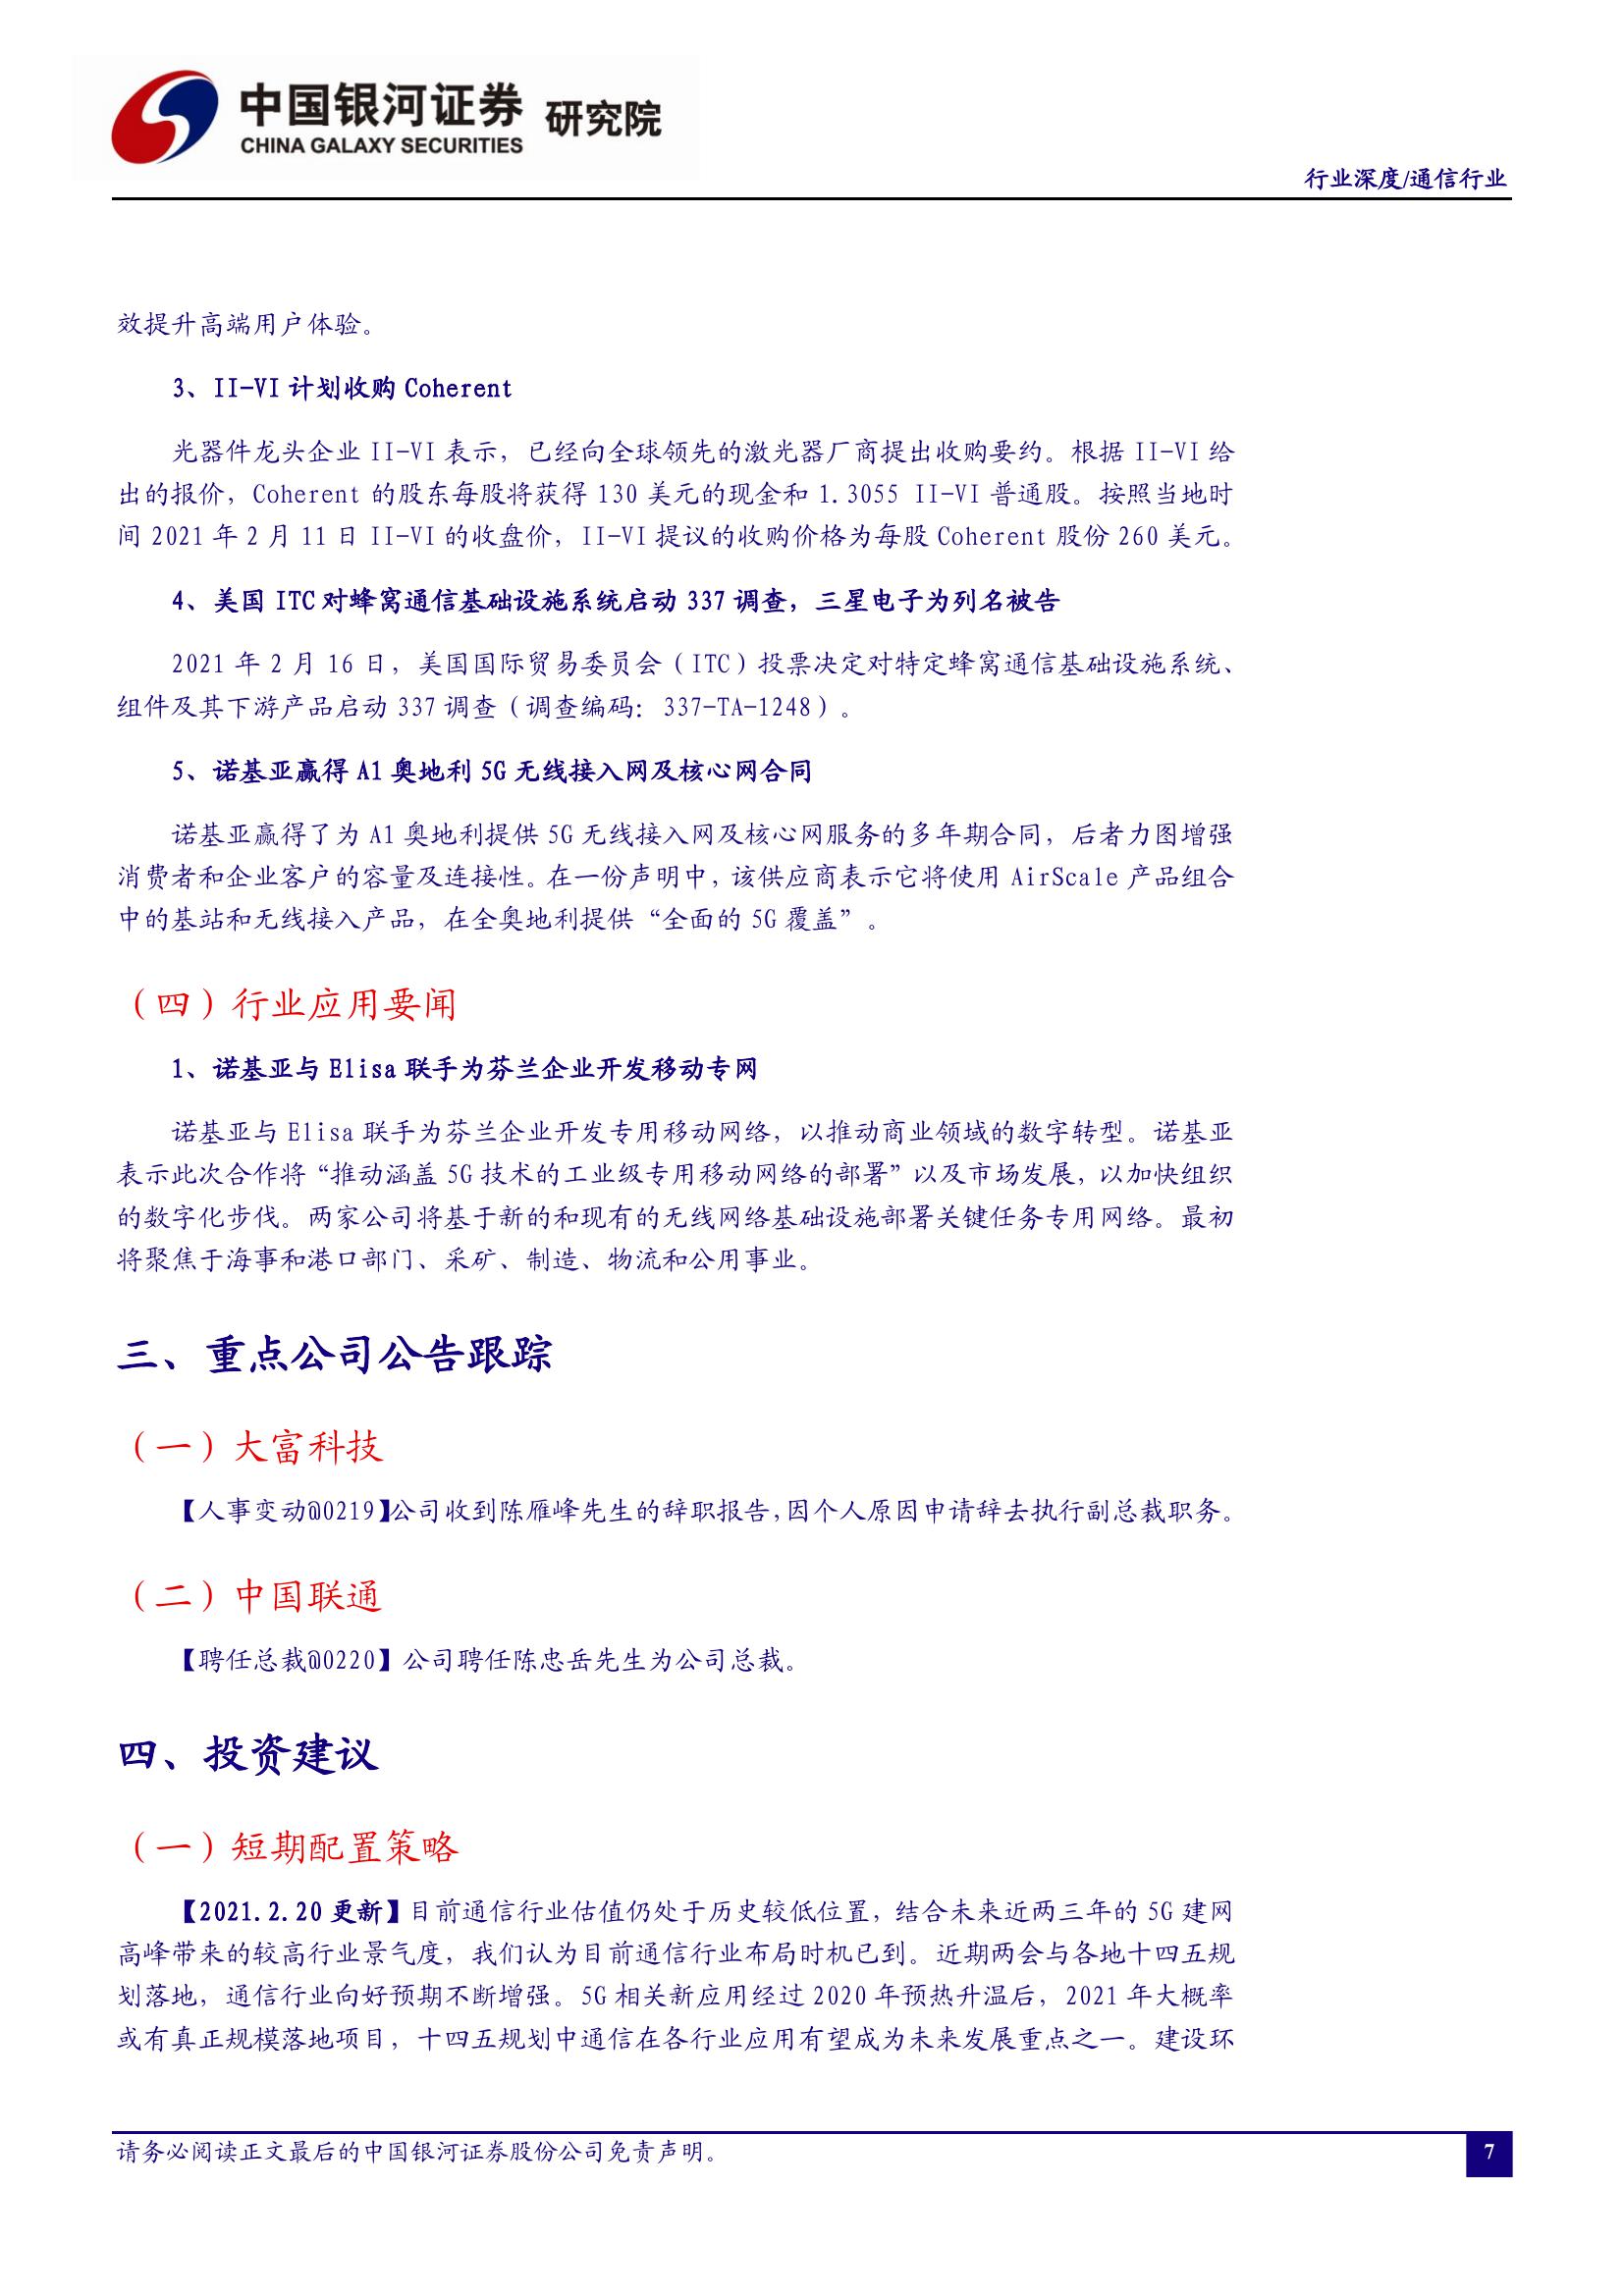 中国银河证券 研究院
CHINA GALAXY SECURITIES
行业深度/通信行业
效提升高端用户体验。
3、II-VI 计划收购 Coherent
光器件龙头企业 II-VI 表示，已经向全球领先的激光器厂商提出收购要约。根据 II-VI 给
出的报价，Coherent 的股东每股将获得 130 美元的现金和 1.3055 II-VI 普通股。按照当地时
间 2021 年 2 月 11 日 II-VI 的收盘价，II-VI 提议的收购价格为每股 Coherent 股份 260 美元。
4、美国 ITC 对蜂窝通信基础设施系统启动 337 调查，三星电子为列名被告
2021 年 2 月 16 日，美国国际贸易委员会（ITC）投票决定对特定蜂窝通信基础设施系统、
组件及其下游产品启动 337 调查（调查编码：337-TA-1248）。
5、诺基亚赢得 A1 奥地利 5G 无线接入网及核心网合同
诺基亚赢得了为 A1 奥地利提供 5G 无线接入网及核心网服务的多年期合同，后者力图增强
消费者和企业客户的容量及连接性。在一份声明中，该供应商表示它将使用 AirScale 产品组合
中的基站和无线接入产品，在全奥地利提供“全面的 5G 覆盖”。
（四）行业应用要闻
1、诺基亚与 Elisa 联手为芬兰企业开发移动专网
诺基亚与 Elisa 联手为芬兰企业开发专用移动网络，以推动商业领域的数字转型。诺基亚
表示此次合作将“推动涵盖 5G 技术的工业级专用移动网络的部署”以及市场发展，以加快组织
的数字化步伐。两家公司将基于新的和现有的无线网络基础设施部署关键任务专用网络。最初
将聚焦于海事和港口部门、采矿、制造、物流和公用事业。
三、重点公司公告跟踪
（一）大富科技
【人事变动@0219】公司收到陈雁峰先生的辞职报告，因个人原因申请辞去执行副总裁职务。
（二）中国联通
【聘任总裁@0220】公司聘任陈忠岳先生为公司总裁。
四、投资建议
（一）短期配置策略
【2021.2.20 更新】目前通信行业估值仍处于历史较低位置，结合未来近两三年的 5G 建网
高峰带来的较高行业景气度，我们认为目前通信行业布局时机已到。近期两会与各地十四五规
划落地，通信行业向好预期不断增强。5G 相关新应用经过 2020 年预热升温后，2021 年大概率
或有真正规模落地项目，十四五规划中通信在各行业应用有望成为未来发展重点之一。建设环
请务必阅读正文最后的中国银河证券股份公司免责声明。
7